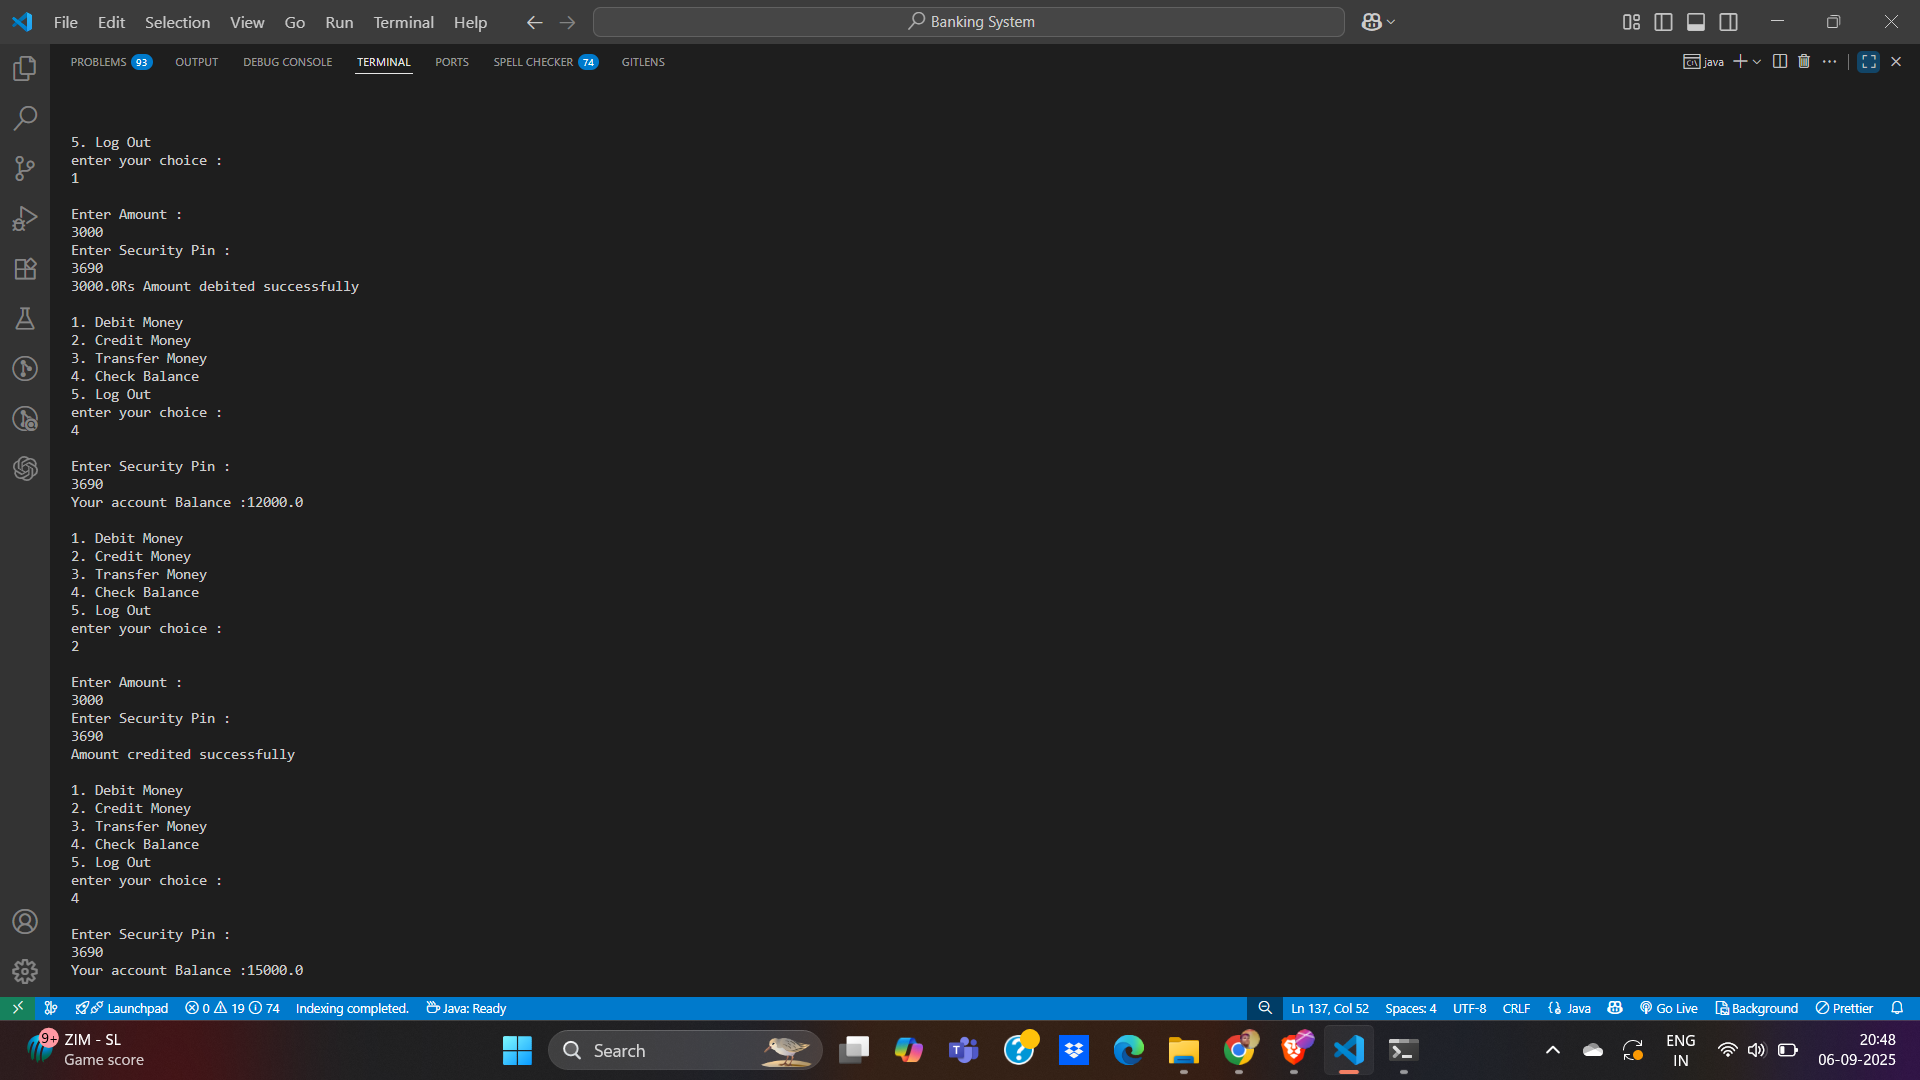 File Edit Selection View Go Run Terminal Help
Banking System
PROBLEMS 93 OUTPUT DEBUG CONSOLE TERMINAL PORTS SPELL CHECKER 74 GITLENS
java
5. Log Out
enter your choice :
1
Enter Amount :
3000
Enter Security Pin :
3690
3000.0Rs Amount debited successfully
1. Debit Money
2. Credit Money
3. Transfer Money
4. Check Balance
5. Log Out
enter your choice :
4
Enter Security Pin :
3690
Your account Balance :12000.0
1. Debit Money
2. Credit Money
3. Transfer Money
4. Check Balance
5. Log Out
enter your choice :
2
Enter Amount :
3000
Enter Security Pin :
3690
Amount credited successfully
1. Debit Money
2. Credit Money
3. Transfer Money
4. Check Balance
5. Log Out
enter your choice :
4
Enter Security Pin :
3690
Your account Balance :15000.0
Launchpad 0 19 74 Indexing completed. Java: Ready Ln 137, Col 52 Spaces: 4 UTF-8 CRLF Java Go Live Background Prettier
9+ ZIM - SL
Game score
Search
ENG
IN
20:48
06-09-2025